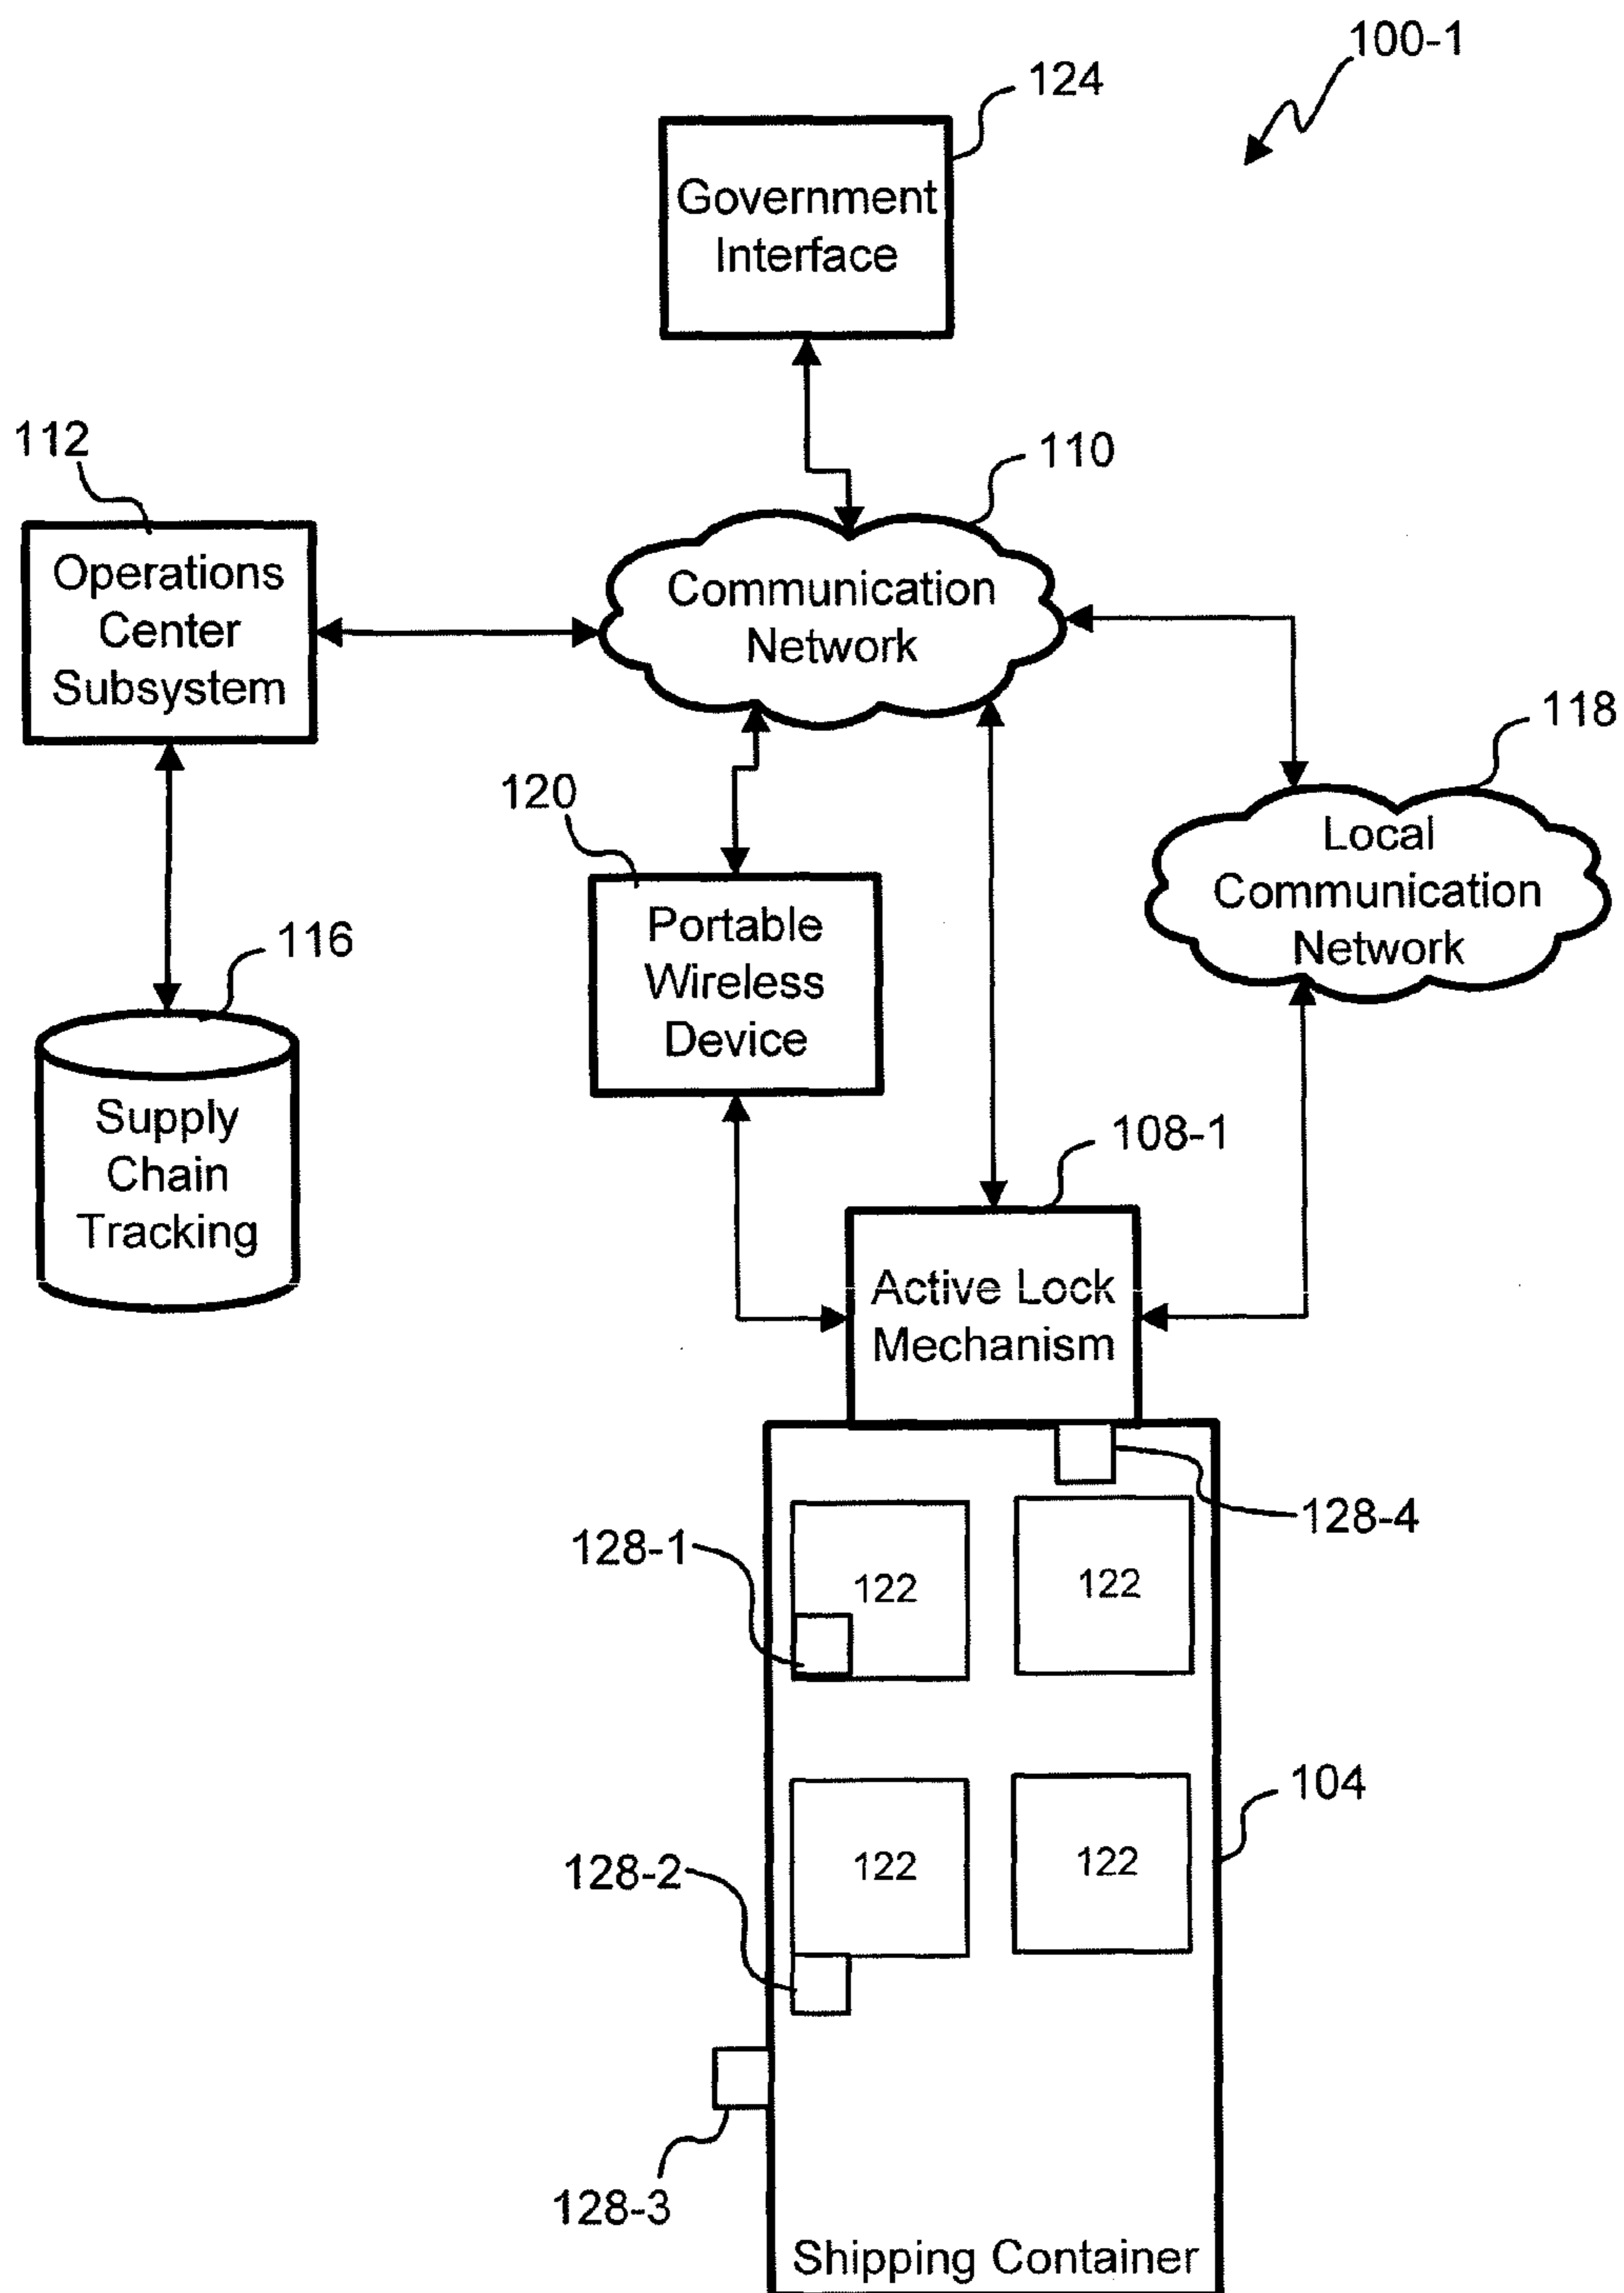 100-1
124
Government
Interface
112
110
Operations
Center
Subsystem
Communication
Network
118
120
Local
Communication
Network
Portable
Wireless
Device
116
Supply
Chain
Tracking
108-1
Active Lock
Mechanism
128-4
128-1
122
122
104
128-2
122
122
128-3
Shipping Container